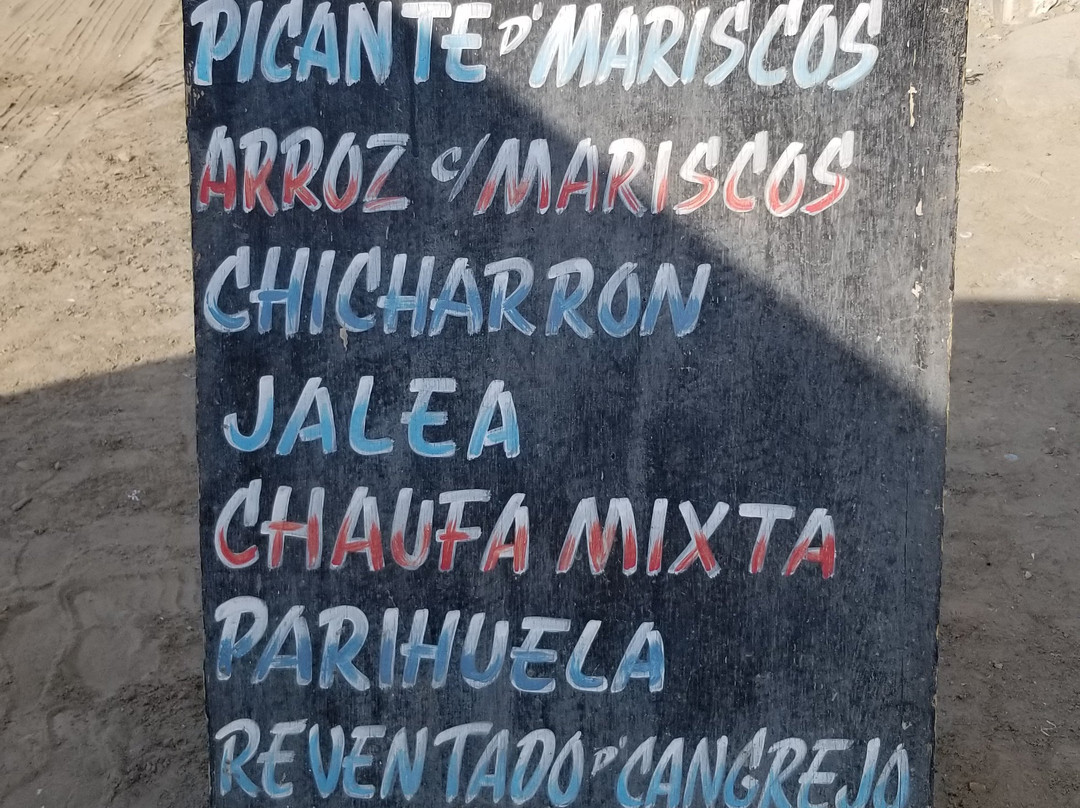 PICANTE D' MARISCOS
ARROZ C/ MARISCOS
CHICHARRON
JALEA
CHAUFA MIXTA
PARIHUELA
REVENTADO D' CANGREJO